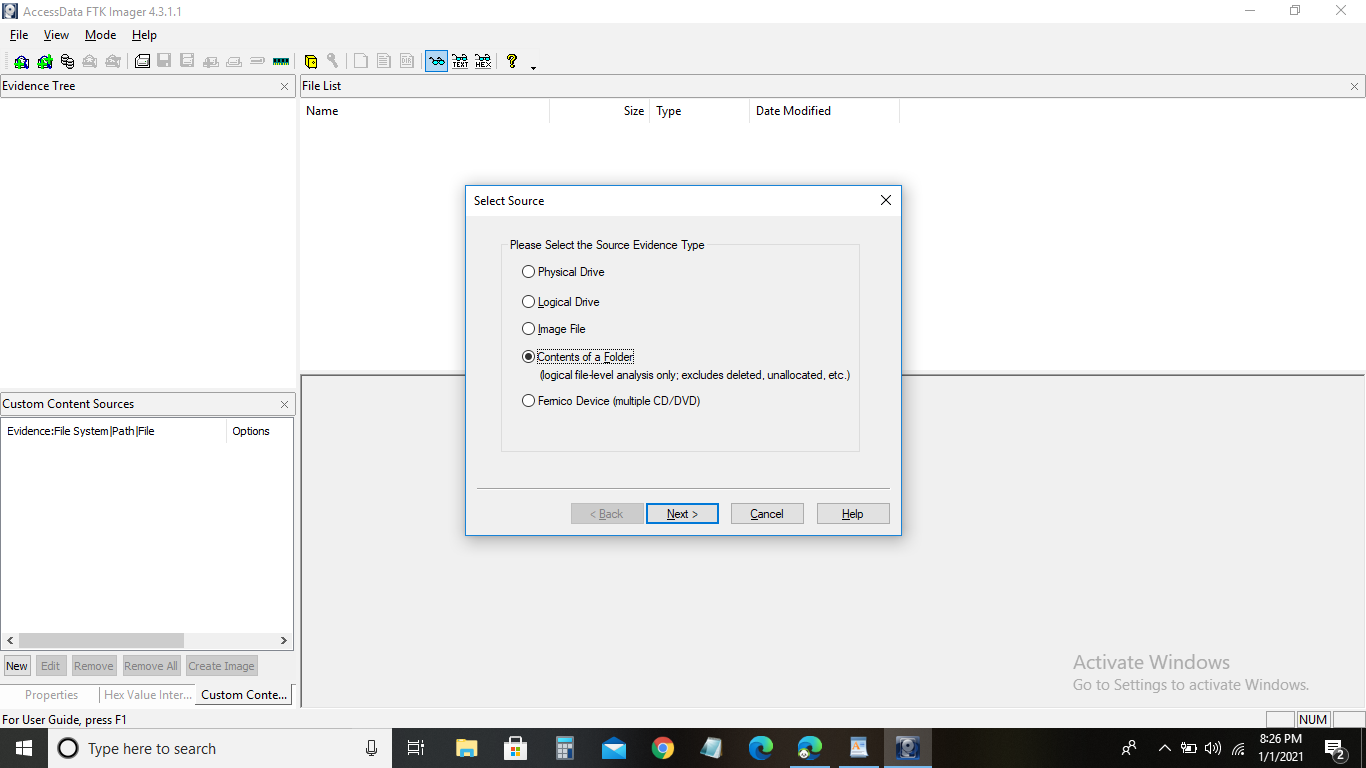 AccessData FTK Imager 4.3.1.1
File View Mode Help
TEXT HEX
Evidence Tree
File List
Name Size Type Date Modified
Select Source
Please Select the Source Evidence Type
Physical Drive
Logical Drive
Image File
Contents of a Folder
(logical file-level analysis only; excludes deleted, unallocated, etc.)
Fernico Device (multiple CD/DVD)
< Back Next > Cancel Help
Custom Content Sources
Evidence:File System|Path|File Options
New Edit Remove Remove All Create Image
Properties Hex Value Inter... Custom Conte...
Activate Windows
Go to Settings to activate Windows.
For User Guide, press F1
NUM
Type here to search
8:26 PM
1/1/2021
2